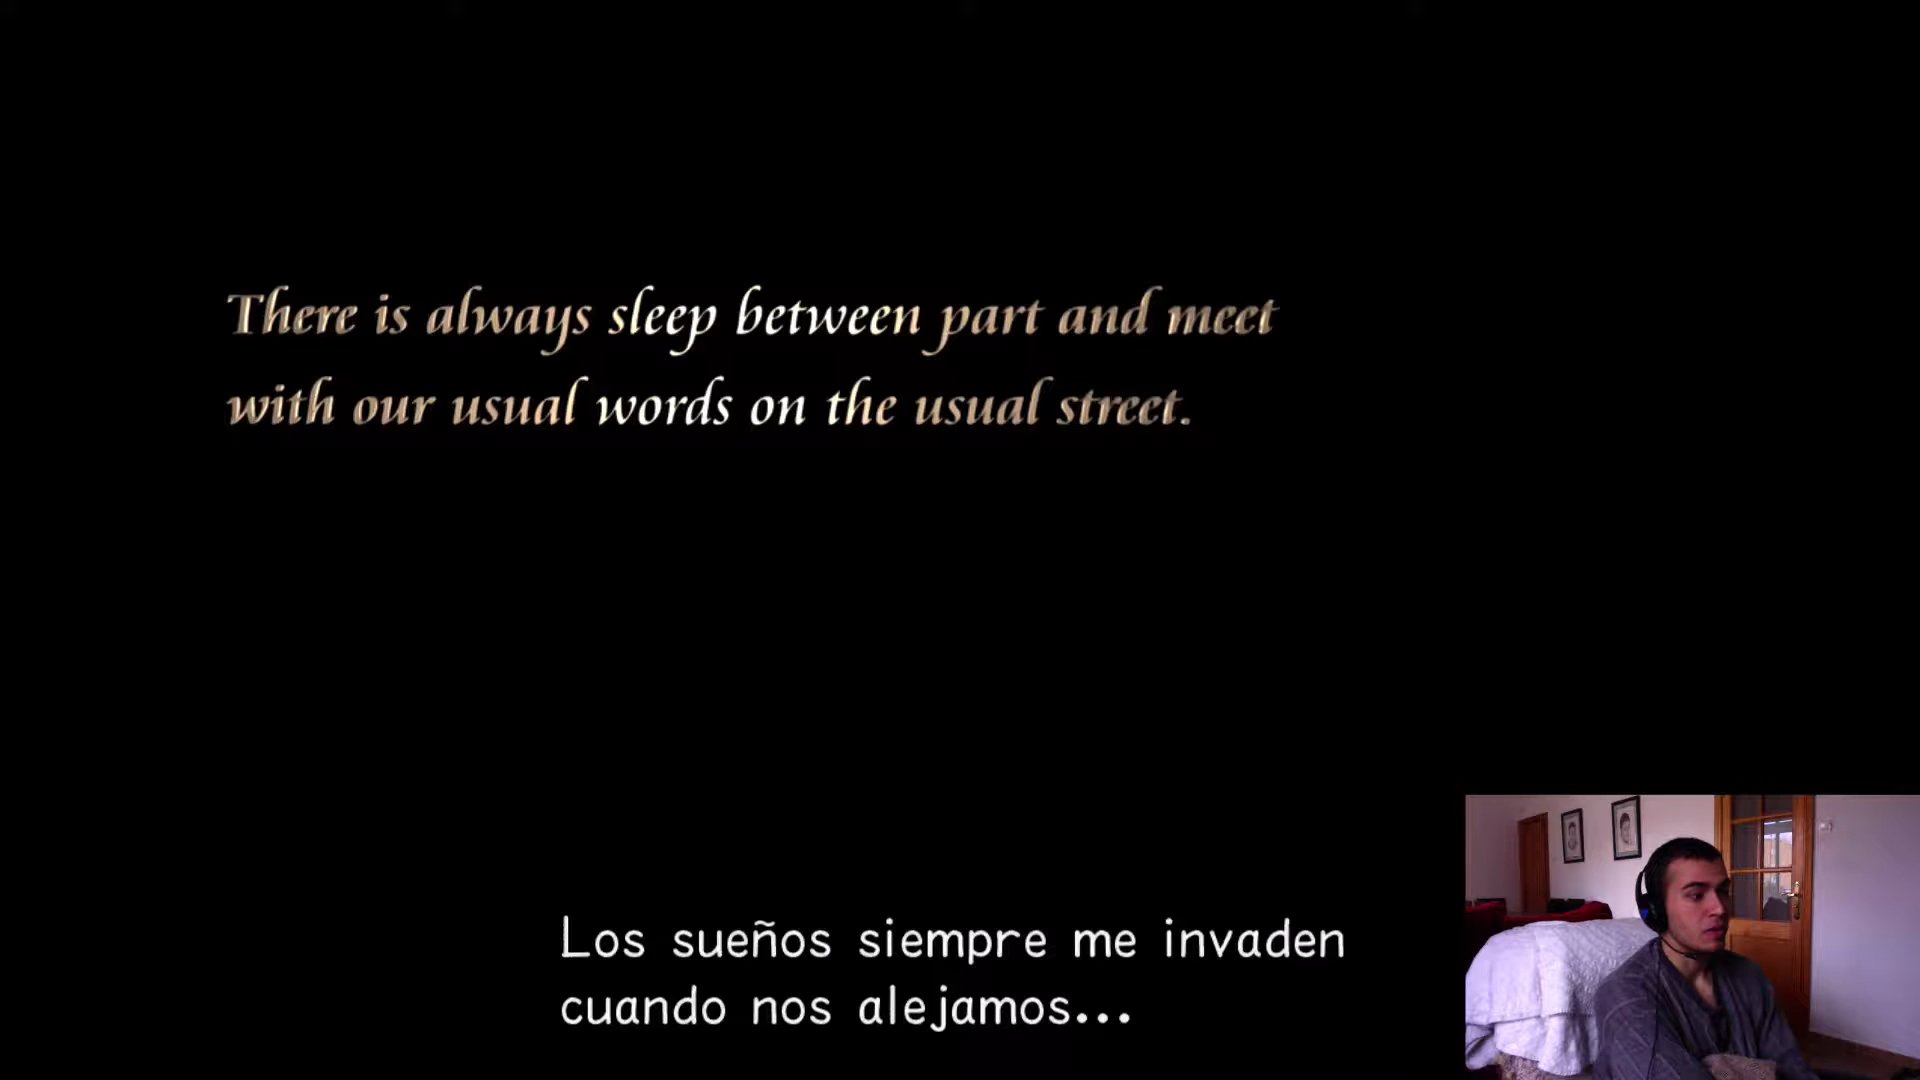 There is always sleep between part and meet
with our usual words on the usual street.
Los sueños siempre me invaden
cuando nos alejamos...